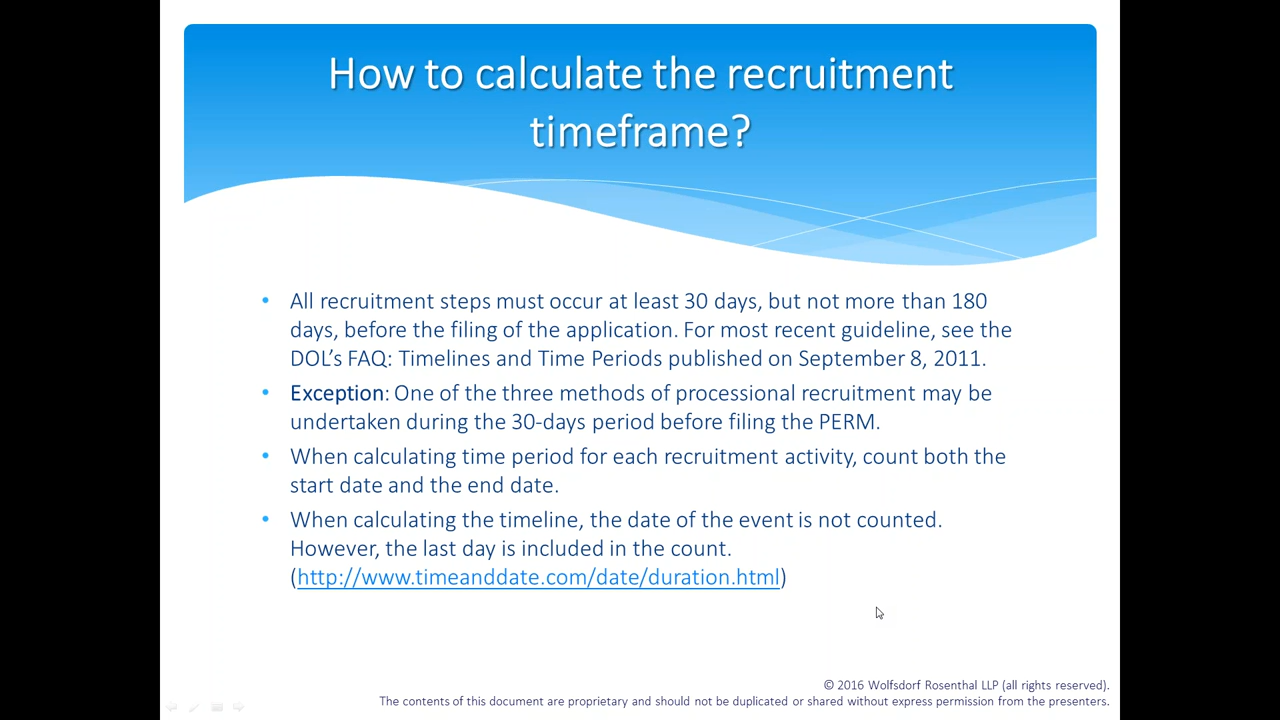 How to calculate the recruitment
timeframe?
• All recruitment steps must occur at least 30 days, but not more than 180
days, before the filing of the application. For most recent guideline, see the
DOL’s FAQ: Timelines and Time Periods published on September 8, 2011.
• Exception: One of the three methods of processional recruitment may be
undertaken during the 30-days period before filing the PERM.
• When calculating time period for each recruitment activity, count both the
start date and the end date.
• When calculating the timeline, the date of the event is not counted.
However, the last day is included in the count.
(http://www.timeanddate.com/date/duration.html)
© 2016 Wolfsdorf Rosenthal LLP (all rights reserved).
The contents of this document are proprietary and should not be duplicated or shared without express permission from the presenters.